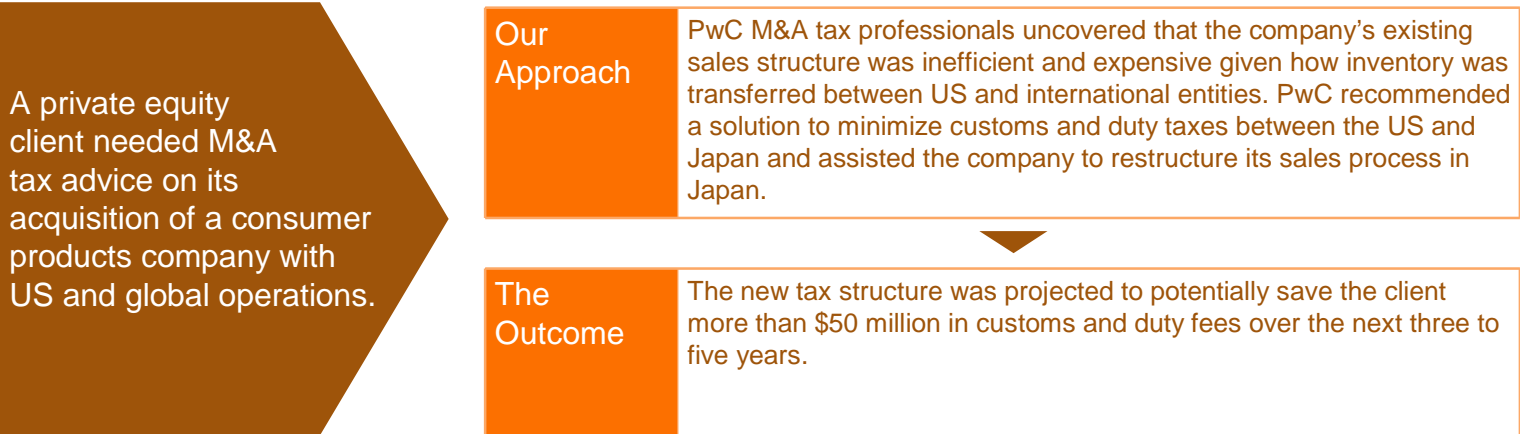 A private equity
client needed M&A
tax advice on its
acquisition of a consumer
products company with
US and global operations.
Our
Approach
PwC M&A tax professionals uncovered that the company’s existing
sales structure was inefficient and expensive given how inventory was
transferred between US and international entities. PwC recommended
a solution to minimize customs and duty taxes between the US and
Japan and assisted the company to restructure its sales process in
Japan.
The
Outcome
The new tax structure was projected to potentially save the client
more than $50 million in customs and duty fees over the next three to
five years.